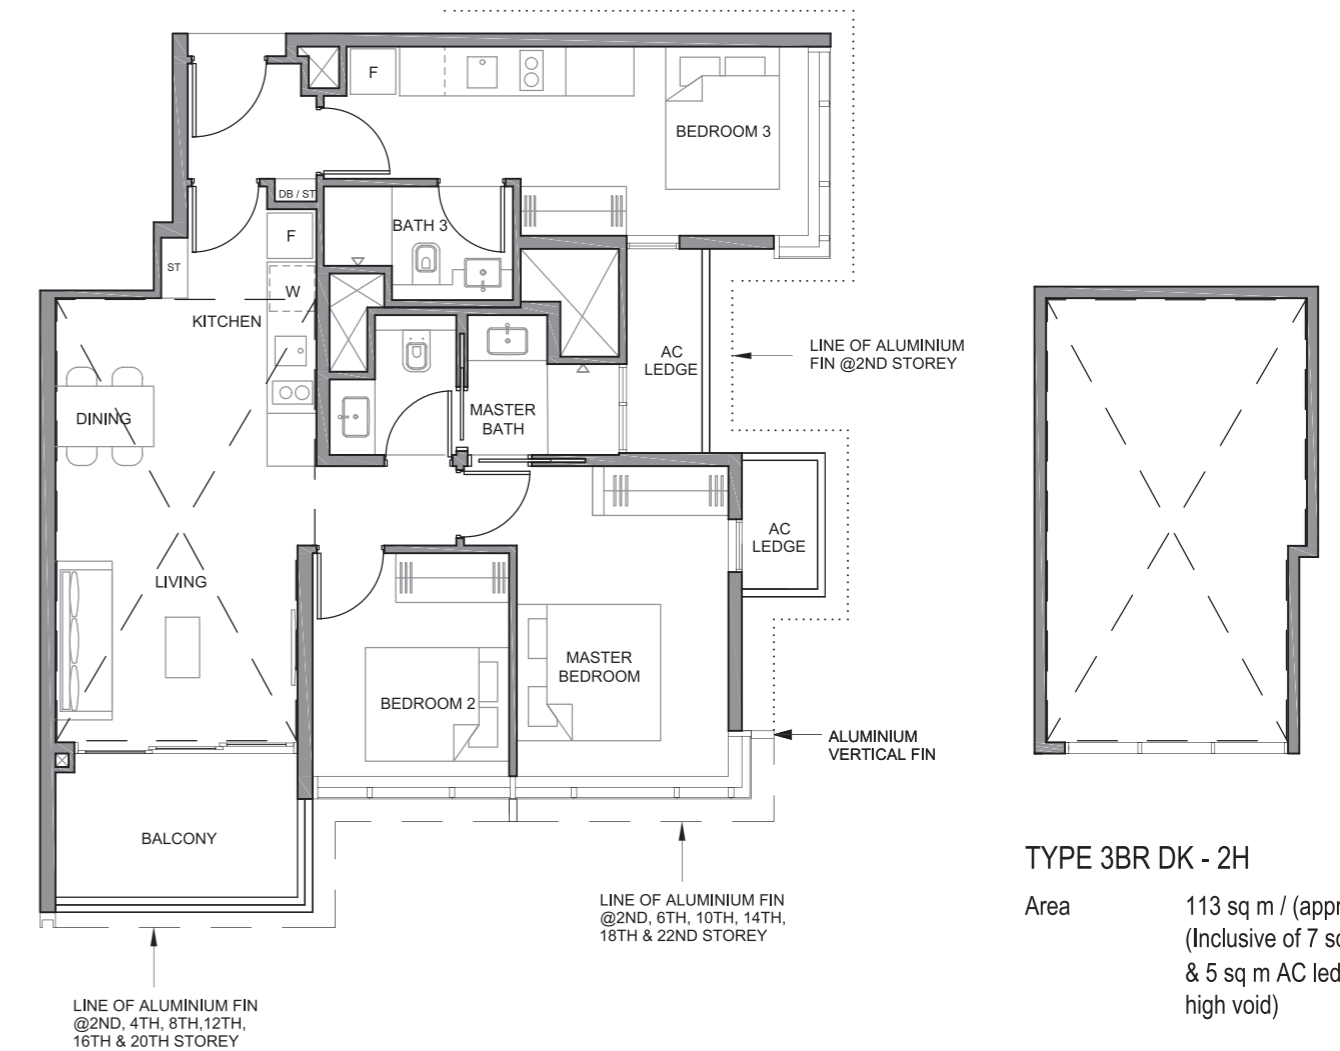 F
BEDROOM 3
DB / ST
BATH 3
F
ST
W
KITCHEN
AC
LEDGE
LINE OF ALUMINIUM
FIN @2ND STOREY
DINING
MASTER
BATH
AC
LEDGE
LIVING
MASTER
BEDROOM
BEDROOM 2
ALUMINIUM
VERTICAL FIN
BALCONY
LINE OF ALUMINIUM FIN
@2ND, 6TH, 10TH, 14TH,
18TH & 22ND STOREY
LINE OF ALUMINIUM FIN
@2ND, 4TH, 8TH,12TH,
16TH & 20TH STOREY
TYPE 3BR DK - 2H
Area 113 sq m / (appr
(Inclusive of 7 sq
& 5 sq m AC led
high void)